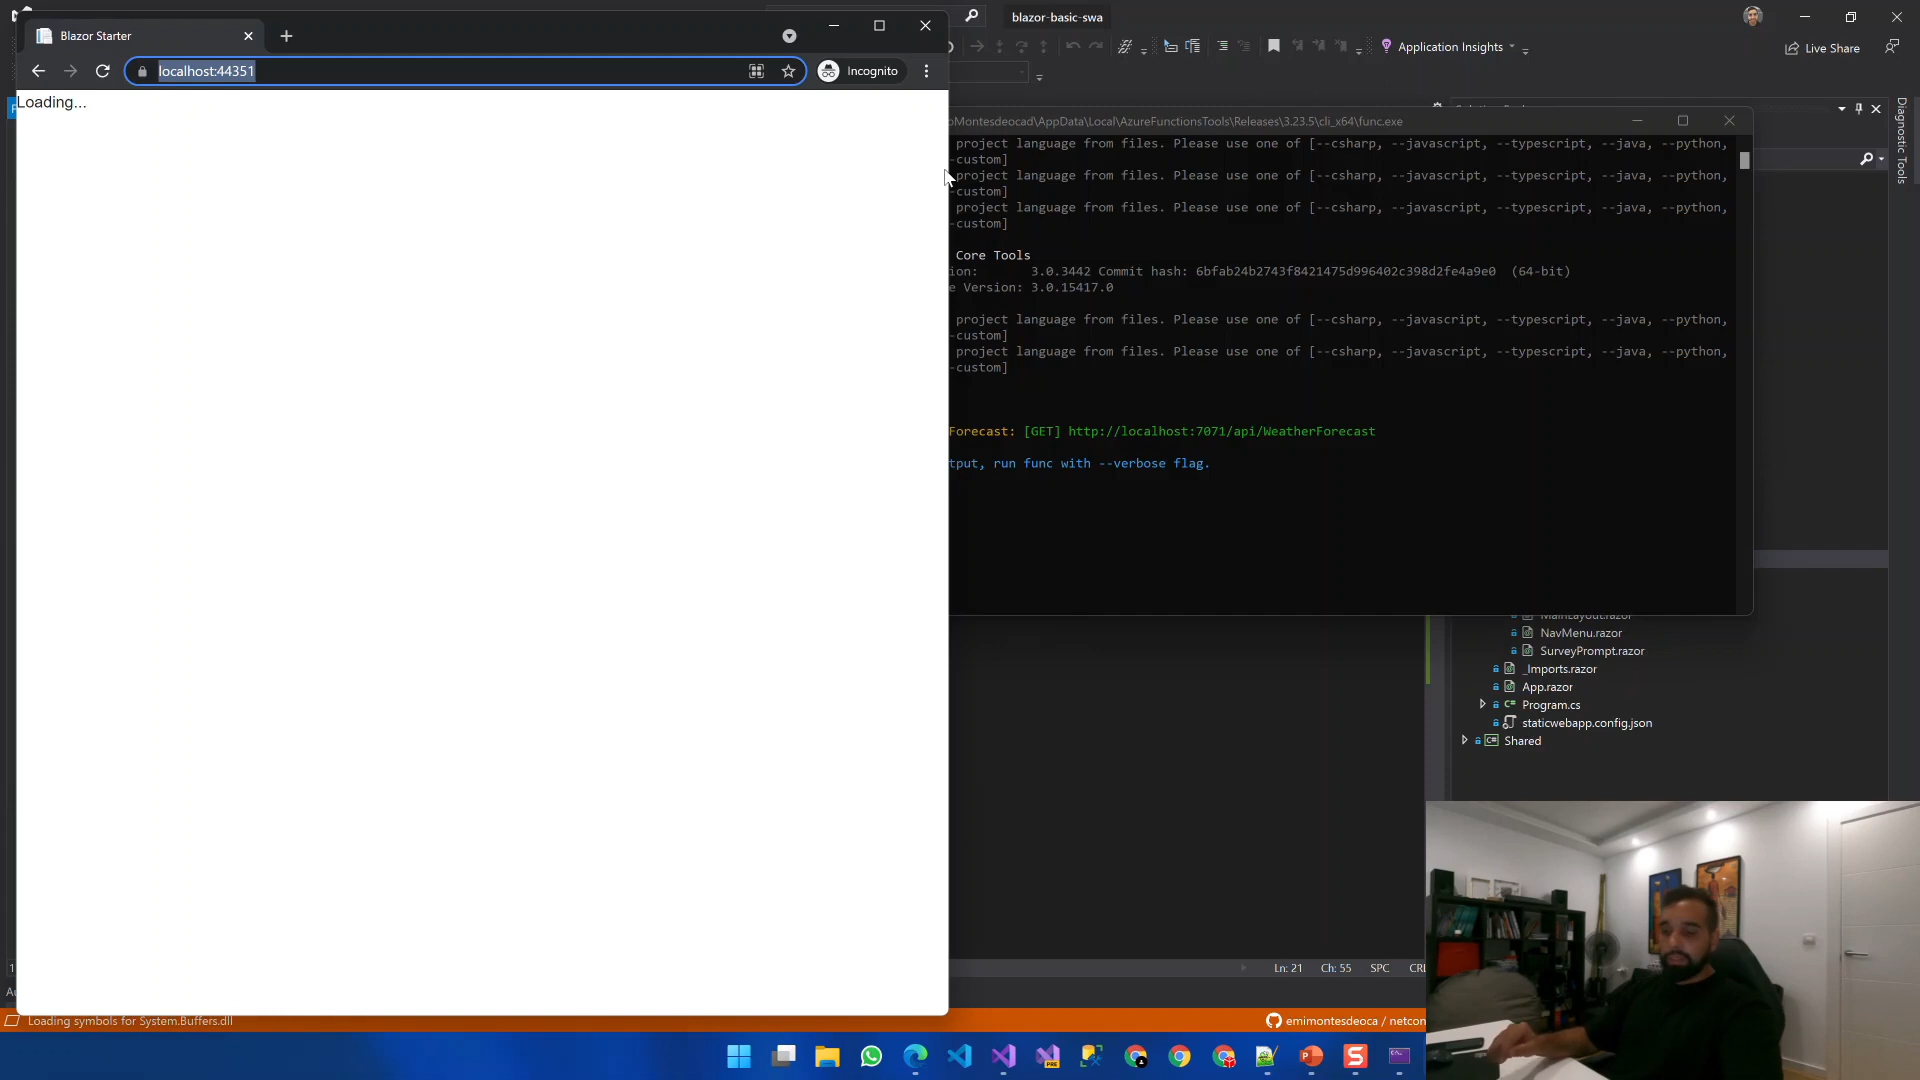 blazor-basic-swa
Blazor Starter
localhost:44351
Incognito
Application Insights
Live Share
Loading...
Montesdeocad\AppData\Local\AzureFunctionsTools\Releases\3.23.5\cli_x64\func.exe
Diagnostic Tools
project language from files. Please use one of [--csharp, --javascript, --typescript, --java, --python,
-custom]
project language from files. Please use one of [--csharp, --javascript, --typescript, --java, --python,
-custom]
project language from files. Please use one of [--csharp, --javascript, --typescript, --java, --python,
-custom]
Core Tools
ion: 3.0.3442 Commit hash: 6bfab24b2743f8421475d996402c398d2fe4a9e0 (64-bit)
e Version: 3.0.15417.0
project language from files. Please use one of [--csharp, --javascript, --typescript, --java, --python,
-custom]
project language from files. Please use one of [--csharp, --javascript, --typescript, --java, --python,
-custom]
Forecast: [GET] http://localhost:7071/api/WeatherForecast
tput, run func with --verbose flag.
MainLayout.razor
NavMenu.razor
SurveyPrompt.razor
_Imports.razor
App.razor
Program.cs
staticwebapp.config.json
Shared
Ln: 21 Ch: 55 SPC CRL
Loading symbols for System.Buffers.dll
emimontesdeoca / netcon